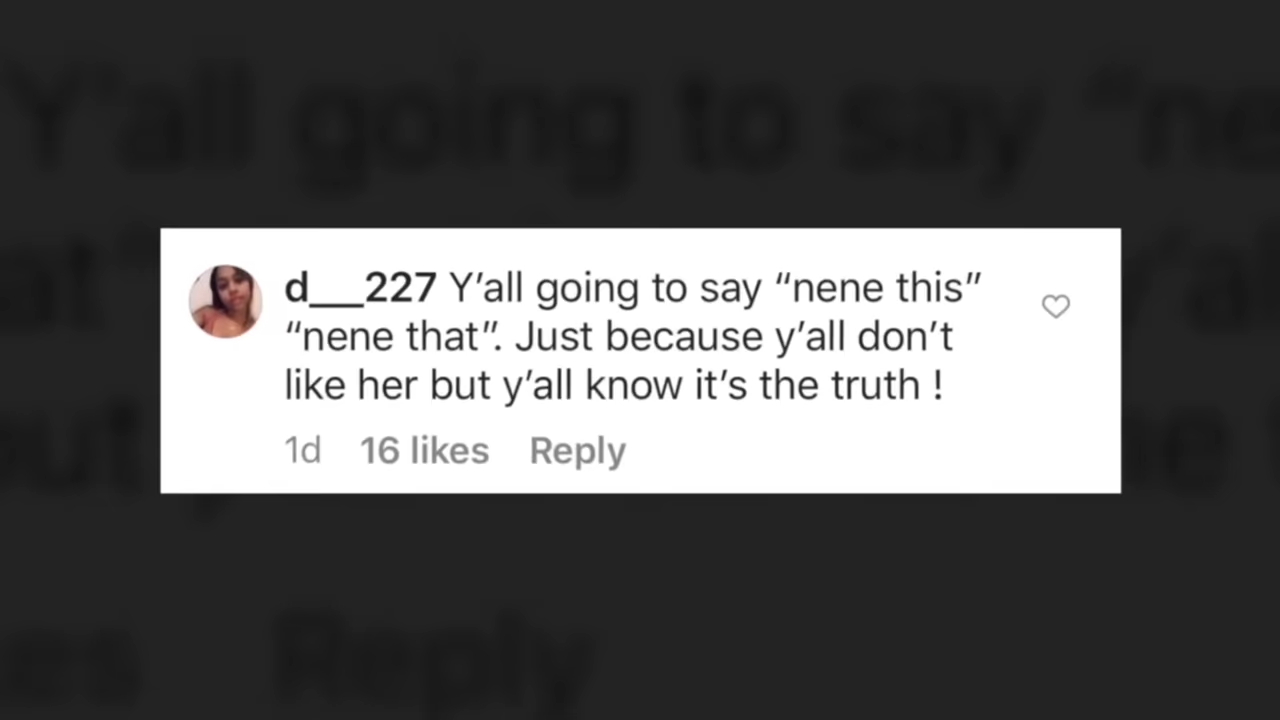 d___227 Y’all going to say “nene this”
“nene that”. Just because y’all don’t
like her but y’all know it’s the truth !
1d 16 likes Reply